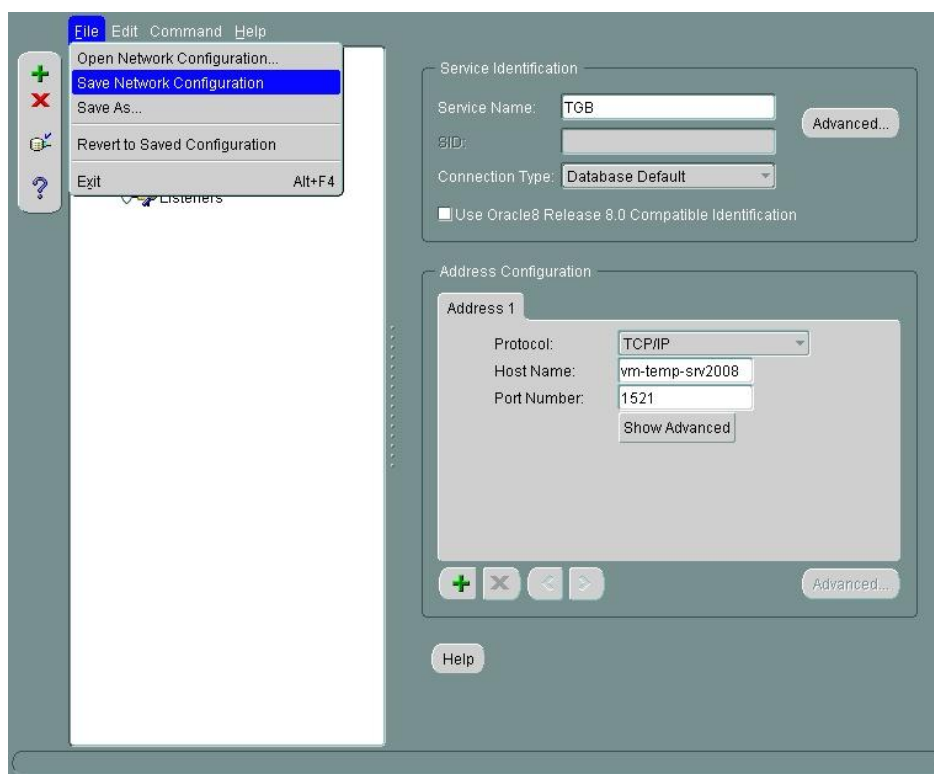 File Edit Command Help
Open Network Configuration...
Save Network Configuration
Save As...
Revert to Saved Configuration
Exit Alt+F4
Listeners
Service Identification
Service Name: TGB
Advanced...
SID:
Connection Type: Database Default
Use Oracle8 Release 8.0 Compatible Identification
Address Configuration
Address 1
Protocol: TCP/IP
Host Name: vm-temp-srv2008
Port Number: 1521
Show Advanced
Advanced...
Help